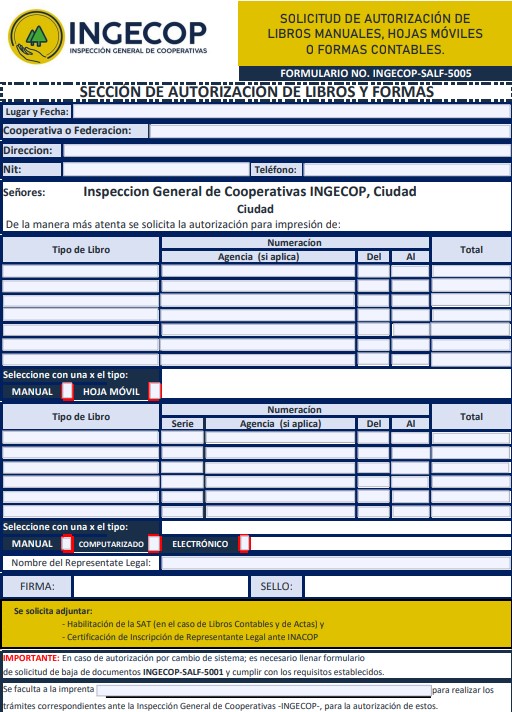 INGECOP
INSPECCIÓN GENERAL DE COOPERATIVAS
SOLICITUD DE AUTORIZACIÓN DE
LIBROS MANUALES, HOJAS MÓVILES
O FORMAS CONTABLES.
FORMULARIO NO. INGECOP-SALF-5005
SECCION DE AUTORIZACIÓN DE LIBROS Y FORMAS
Lugar y Fecha:
Cooperativa o Federacion:
Direccion:
Nit: Teléfono:
Señores: Inspeccion General de Cooperativas INGECOP, Ciudad
Ciudad
De la manera más atenta se solicita la autorización para impresión de:
Tipo de Libro Numeracíon Total
Agencia (si aplica) Del Al
Seleccione con una x el tipo:
MANUAL HOJA MÓVIL
Tipo de Libro Numeracíon Total
Serie Agencia (si aplica) Del Al
Seleccione con una x el tipo:
MANUAL COMPUTARIZADO ELECTRÓNICO
Nombre del Representate Legal:
FIRMA: SELLO:
Se solicita adjuntar:
- Habilitación de la SAT (en el caso de Libros Contables y de Actas) y
- Certificación de Inscripción de Representante Legal ante INACOP
IMPORTANTE: En caso de autorización por cambio de sistema; es necesario llenar formulario
de solicitud de baja de documentos INGECOP-SALF-5001 y cumplir con los requisitos establecidos.
Se faculta a la imprenta para realizar los
trámites correspondientes ante la Inspección General de Cooperativas -INGECOP-, para la autorización de estos.